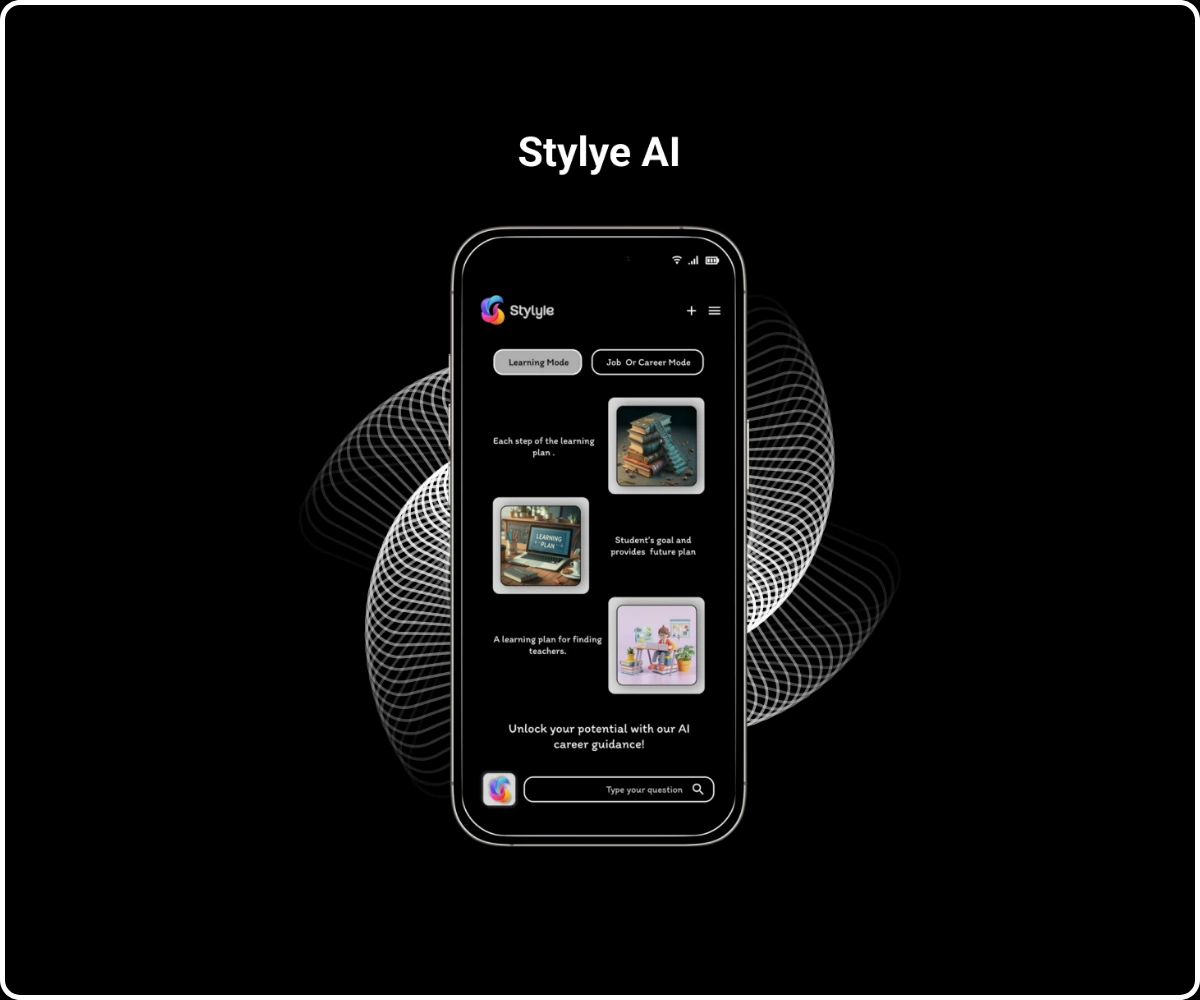 Stylye AI
Stylyle
Learning Mode
Job Or Career Mode
Each step of the learning
plan .
LEARNING
PLAN
Student's goal and
provides future plan
A learning plan for finding
teachers.
Unlock your potential with our AI
career guidance!
Type your question